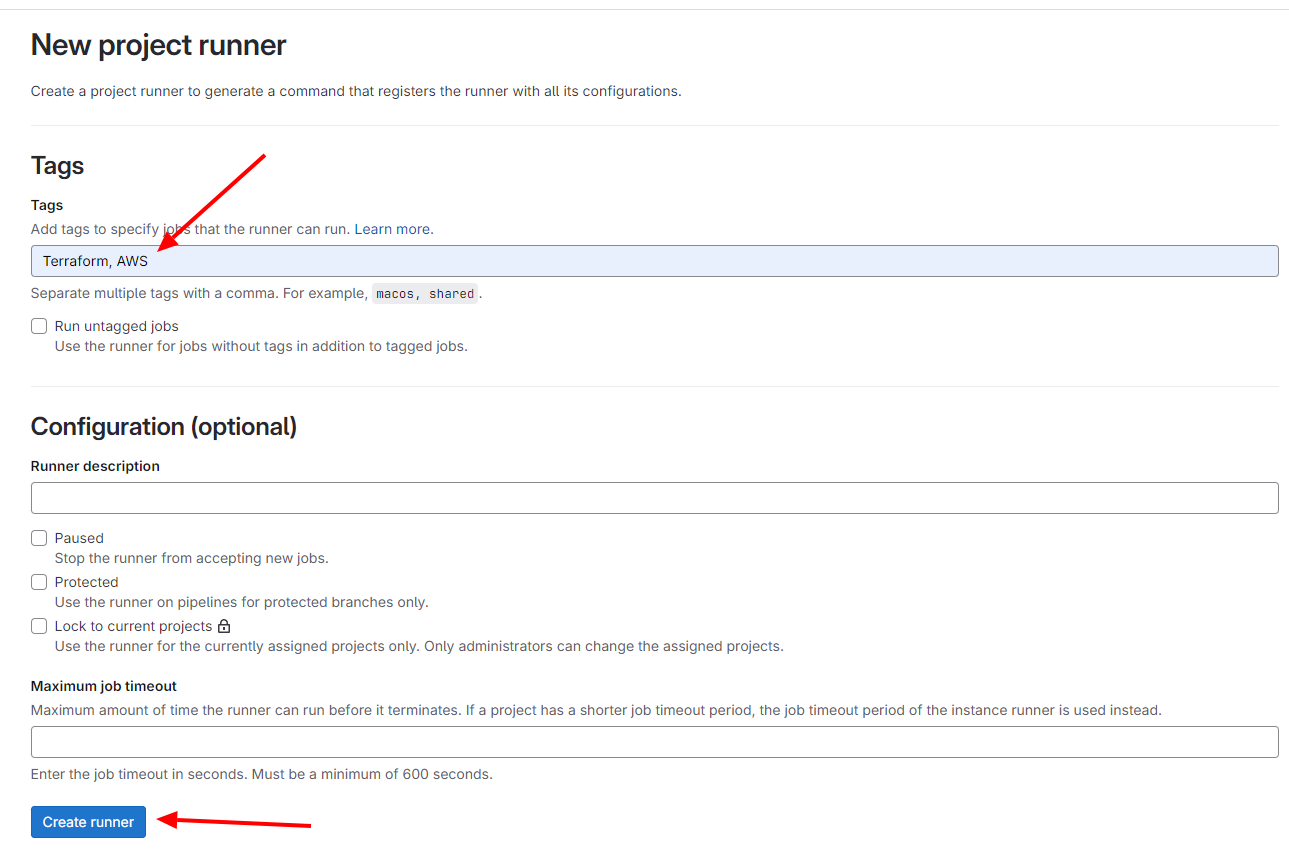 New project runner
Create a project runner to generate a command that registers the runner with all its configurations.
Tags
Tags
Add tags to specify jobs that the runner can run. Learn more.
Terraform, AWS
Separate multiple tags with a comma. For example, macos, shared.
Run untagged jobs
Use the runner for jobs without tags in addition to tagged jobs.
Configuration (optional)
Runner description
Paused
Stop the runner from accepting new jobs.
Protected
Use the runner on pipelines for protected branches only.
Lock to current projects
Use the runner for the currently assigned projects only. Only administrators can change the assigned projects.
Maximum job timeout
Maximum amount of time the runner can run before it terminates. If a project has a shorter job timeout period, the job timeout period of the instance runner is used instead.
Enter the job timeout in seconds. Must be a minimum of 600 seconds.
Create runner